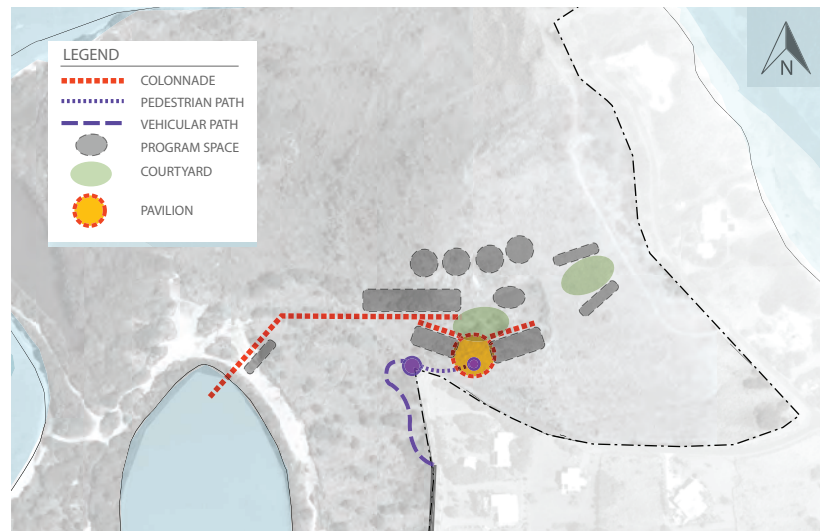 LEGEND
COLONNADE
PEDESTRIAN PATH
VEHICULAR PATH
PROGRAM SPACE
COURTYARD
PAVILION
N